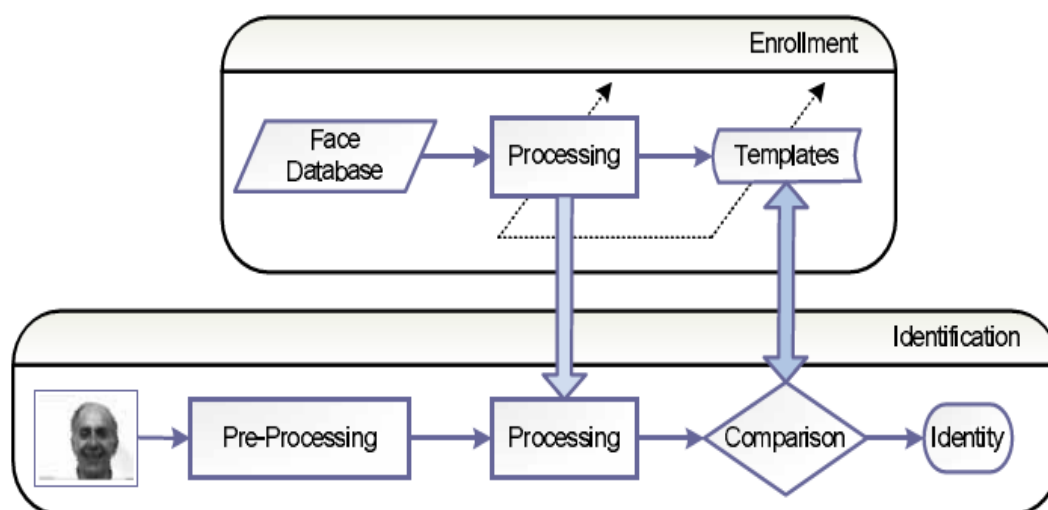 Enrollment
Face
Database
Processing
Templates
Identification
Pre-Processing
Processing
Comparison
Identity